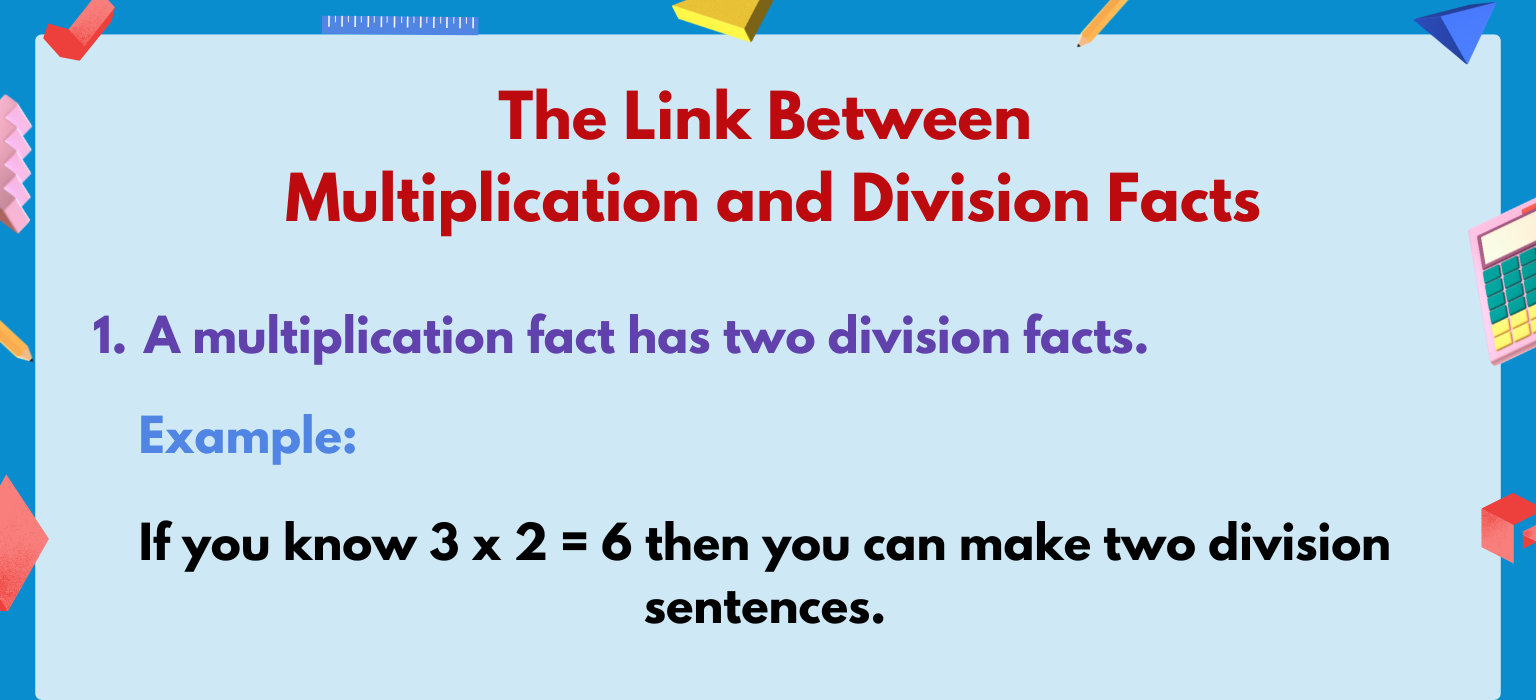 The Link Between
Multiplication and Division Facts
1. A multiplication fact has two division facts.
Example:
If you know 3 x 2 = 6 then you can make two division
sentences.